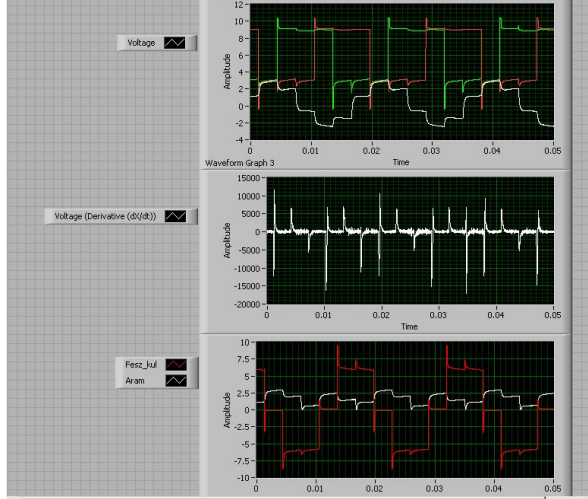 Voltage
Amplitude
12
10
8
6
4
2
0
-2
-4
0 0.01 0.02 0.03 0.04 0.05
Time
Waveform Graph 3
Voltage (Derivative (dX/dt))
Amplitude
15000
10000
5000
0
-5000
-10000
-15000
-20000
0 0.01 0.02 0.03 0.04 0.05
Time
Fesz_kul
Aram
Amplitude
10
7.5
5
2.5
0
-2.5
-5
-7.5
-10
0 0.01 0.02 0.03 0.04 0.05